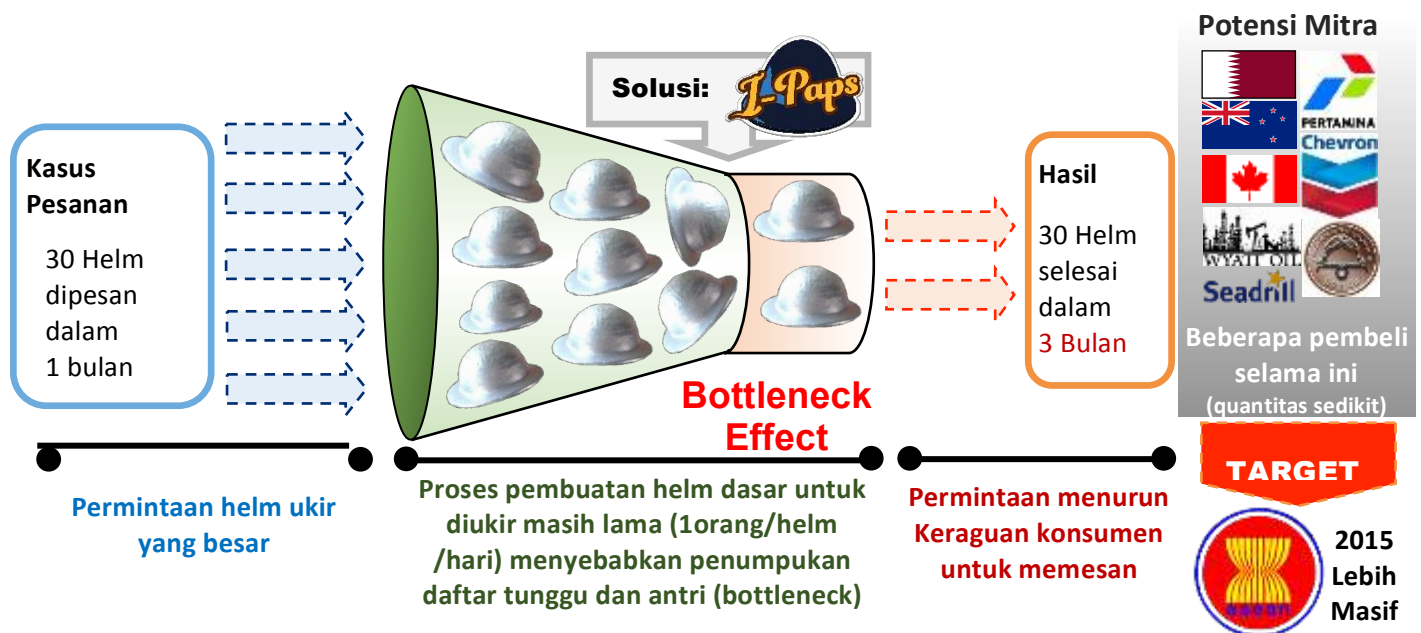 Kasus
Pesanan
30 Helm
dipesan
dalam
1 bulan
Permintaan helm ukir
yang besar
Solusi:
I-Paps
Bottleneck
Effect
Proses pembuatan helm dasar untuk
diukir masih lama (1orang/helm
/hari) menyebabkan penumpukan
daftar tunggu dan antri (bottleneck)
Hasil
30 Helm
selesai
dalam
3 Bulan
Permintaan menurun
Keraguan konsumen
untuk memesan
Potensi Mitra
PERTAMINA
Chevron
WYATT OIL
Seadrill
Beberapa pembeli
selama ini
(quantitas sedikit)
TARGET
asean
2015
Lebih
Masif